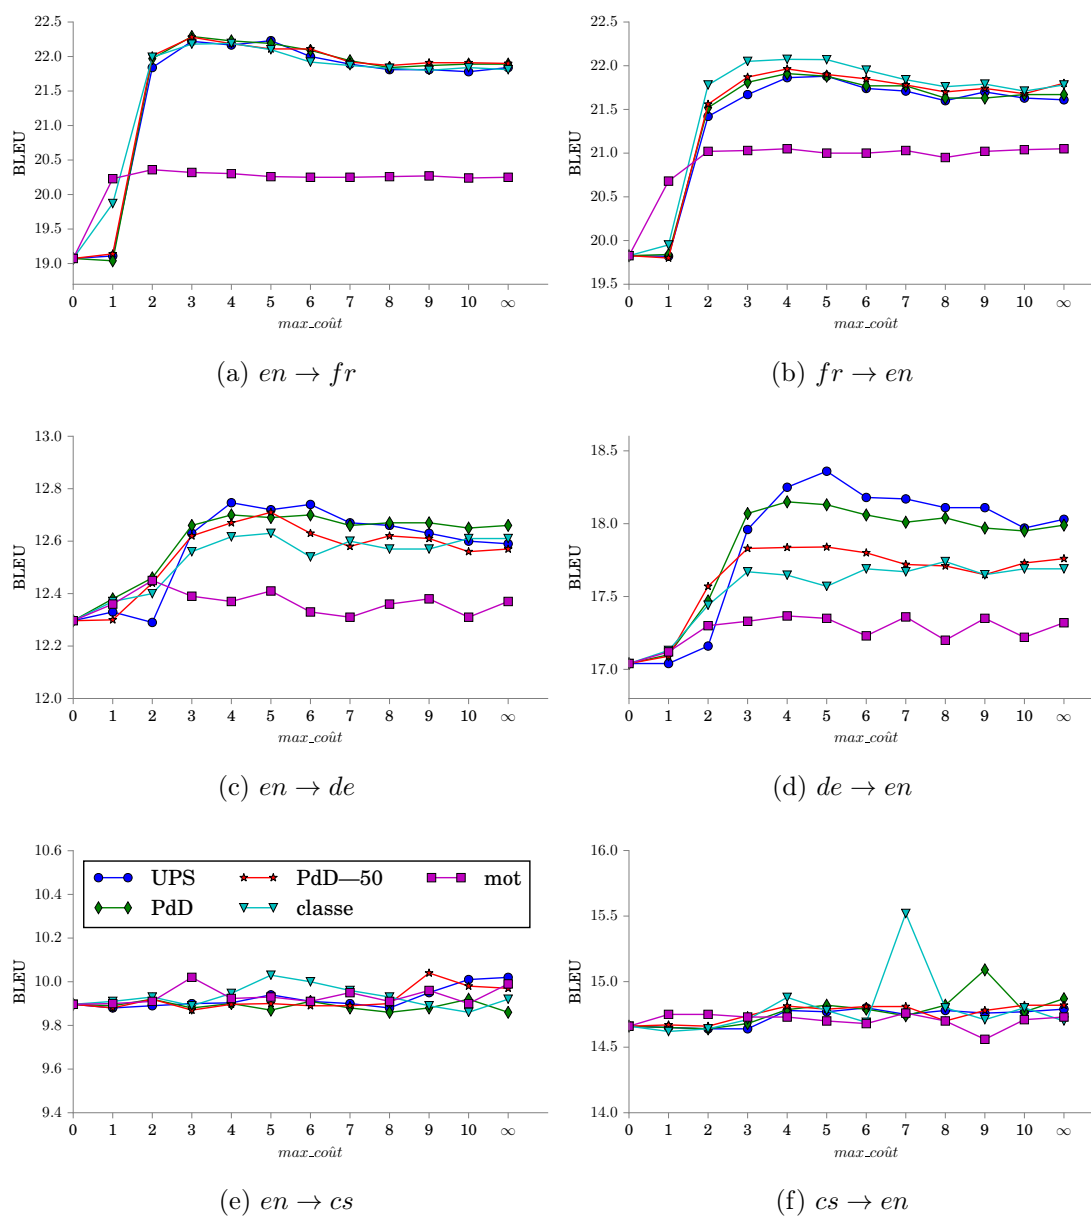 22.5
22.0
21.5
21.0
20.5
20.0
19.5
19.0
BLEU
0 1 2 3 4 5 6 7 8 9 10 ∞
max_coût
(a) en → fr
22.5
22.0
21.5
21.0
20.5
20.0
19.5
BLEU
0 1 2 3 4 5 6 7 8 9 10 ∞
max_coût
(b) fr → en
13.0
12.8
12.6
12.4
12.2
12.0
BLEU
0 1 2 3 4 5 6 7 8 9 10 ∞
max_coût
(c) en → de
18.5
18.0
17.5
17.0
BLEU
0 1 2 3 4 5 6 7 8 9 10 ∞
max_coût
(d) de → en
10.6
10.4
10.2
10.0
9.8
9.6
9.4
BLEU
UPS PdD—50 mot
PdD classe
0 1 2 3 4 5 6 7 8 9 10 ∞
max_coût
(e) en → cs
16.0
15.5
15.0
14.5
14.0
BLEU
0 1 2 3 4 5 6 7 8 9 10 ∞
max_coût
(f) cs → en